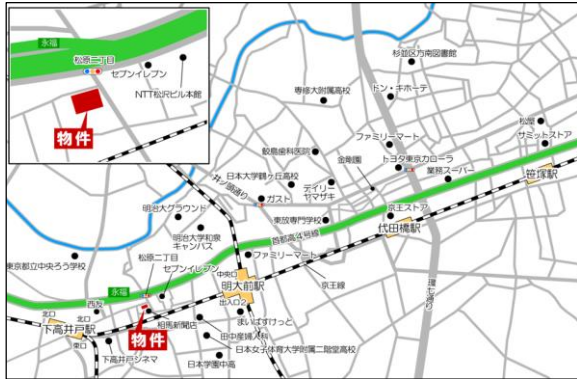 永福
松原二丁目
セブンイレブン
NTT松沢ビル本館
物件
杉並区方南図書館
ドン・キホーテ
専修大附属高校
松屋
サミットストア
ファミリーマート
鮫島歯科医院
金剛園
トヨタ東京カローラ
業務スーパー
笹塚駅
井ノ頭通り
日本大学鶴ヶ丘高校
デイリー
ヤマザキ
ガスト
京王ストア
明治大グラウンド
東放専門学校
代田橋駅
明治大学和泉
キャンパス
首都高4号線
松原二丁目
ファミリーマート
東京都立中央ろう学校
セブンイレブン
中央口
京王線
環七通り
永福
明大前駅
西友
出入口2
北口
北口
物件
相馬新聞店
まいばすけっと
下高井戸駅
田中産婦人科
東口
日本女子体育大学附属二階堂高校
下高井戸シネマ
日本学園中高